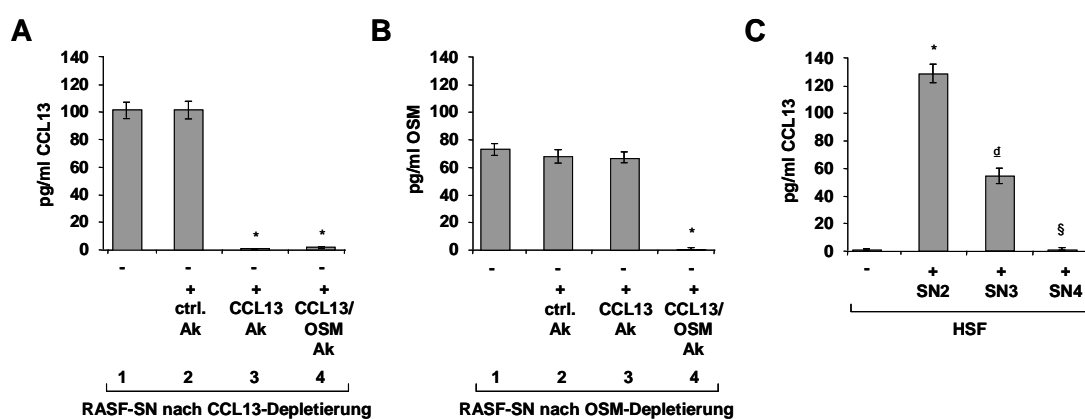 A
B
C
pg/ml CCL13
140
120
100
80
60
40
20
0
* *
- - - -
+ + +
ctrl. CCL13 CCL13/
Ak Ak OSM
Ak
1 2 3 4
RASF-SN nach CCL13-Depletierung
pg/ml OSM
140
120
100
80
60
40
20
0
*
- - - -
+ + +
ctrl. CCL13 CCL13/
Ak Ak OSM
Ak
1 2 3 4
RASF-SN nach OSM-Depletierung
pg/ml CCL13
140
120
100
80
60
40
20
0
*
§
- + + +
SN2 SN3 SN4
HSF